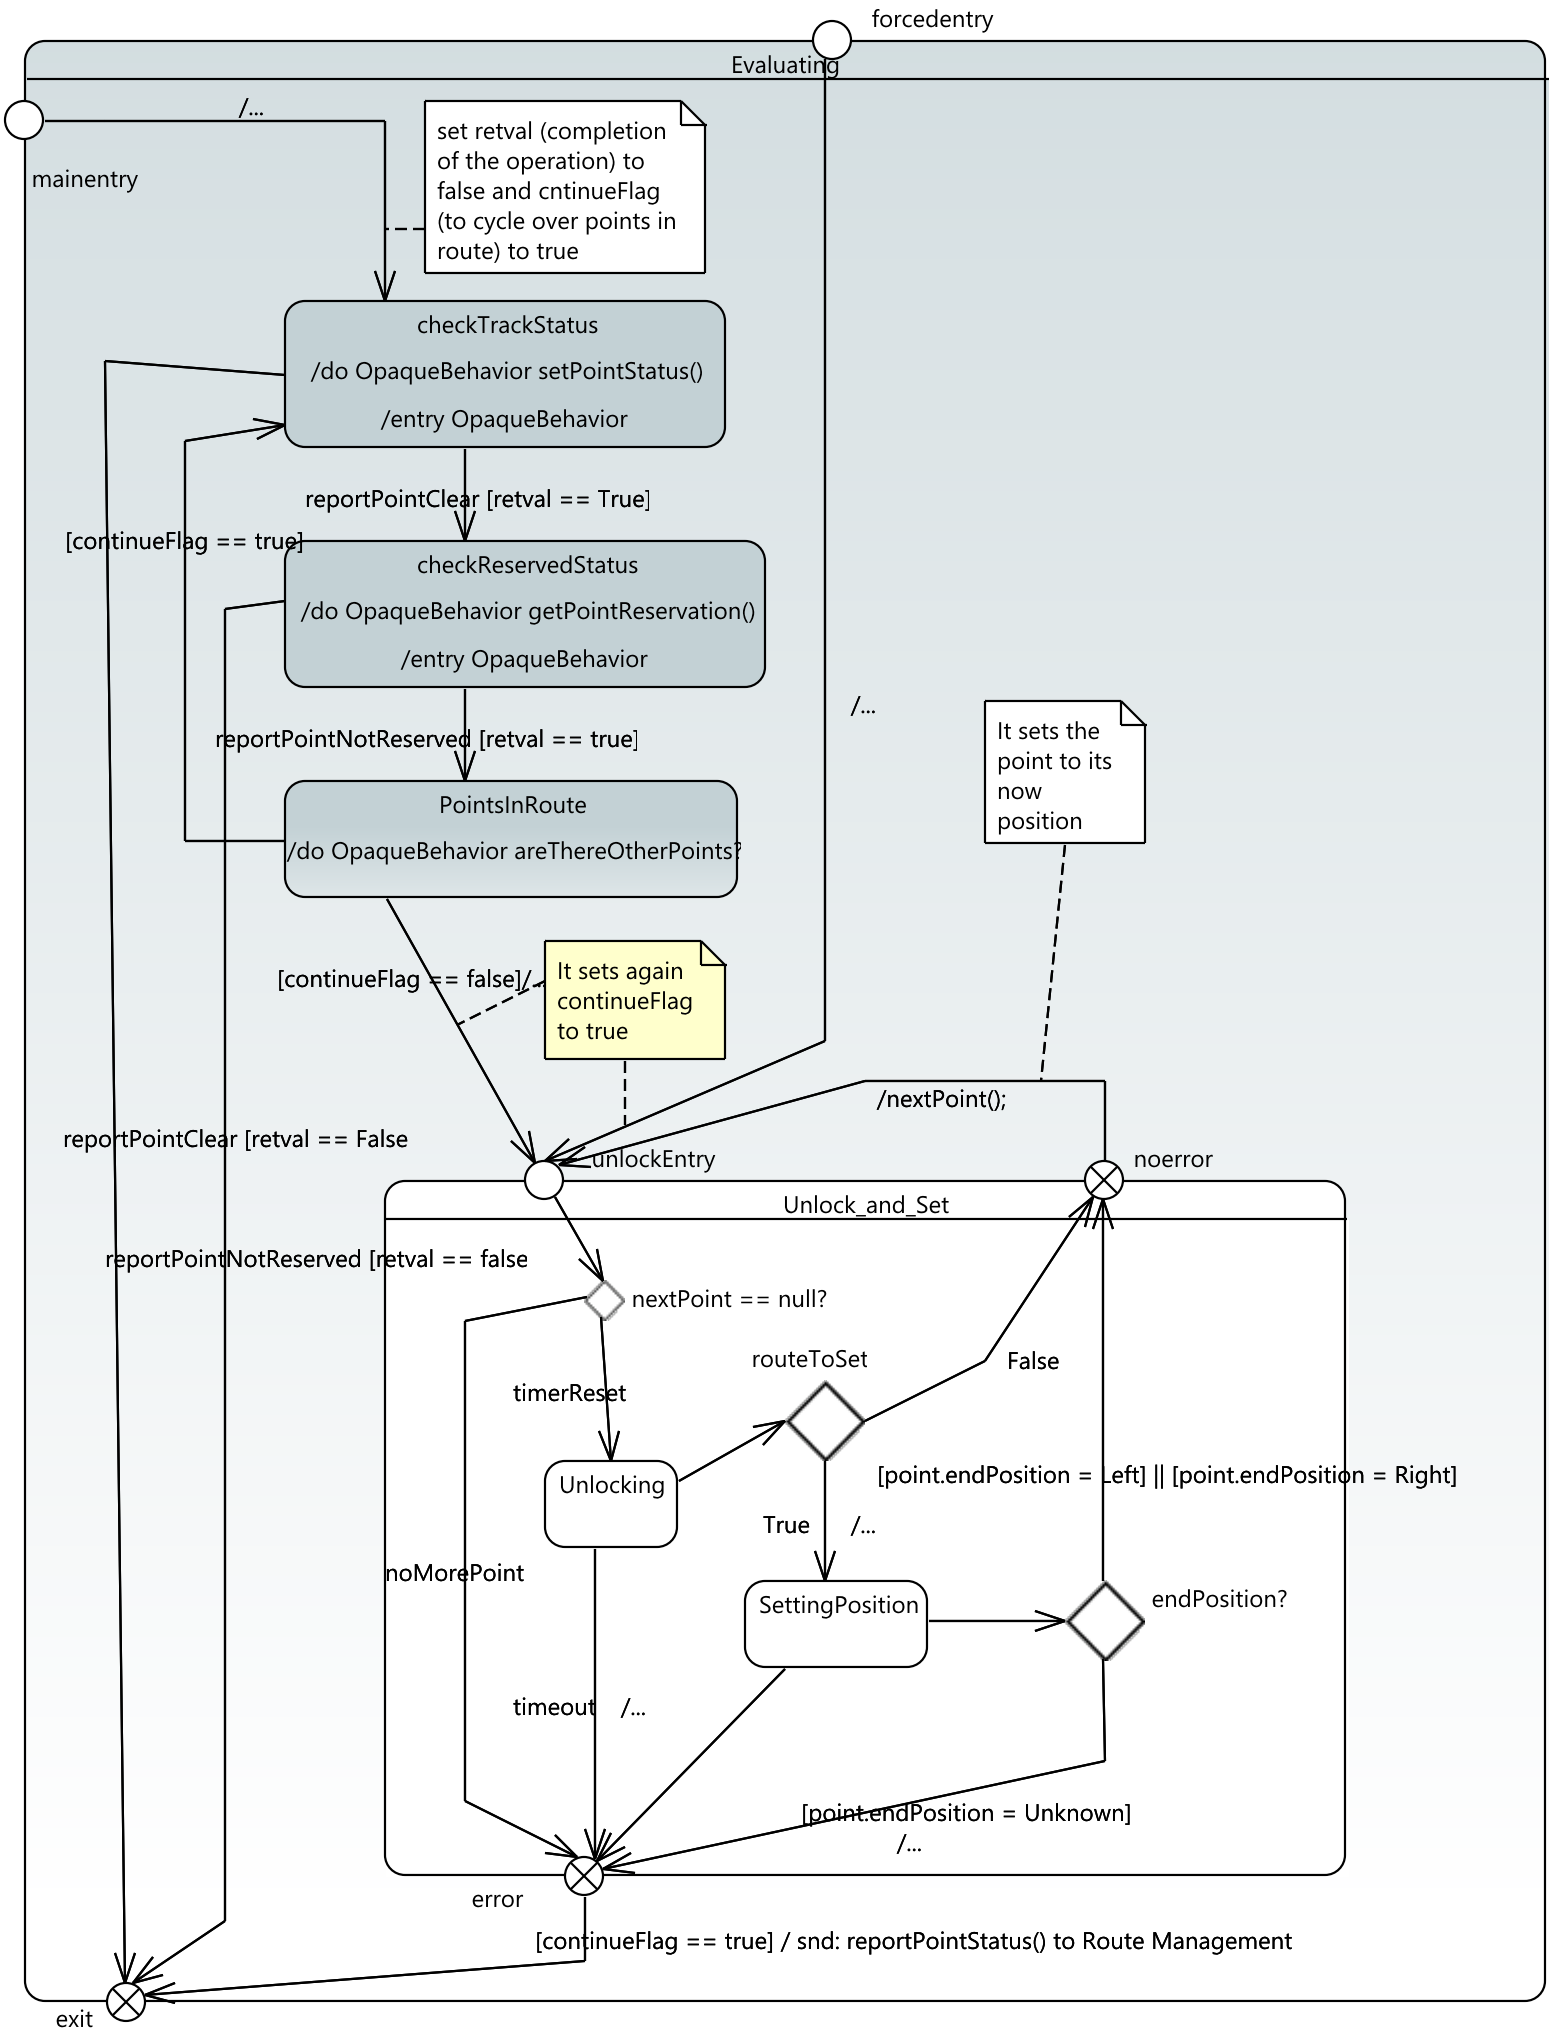 forcedentry
Evaluating
/...
mainentry
set retval (completion
of the operation) to
false and cntinueFlag
(to cycle over points in
route) to true
checkTrackStatus
/do OpaqueBehavior setPointStatus()
/entry OpaqueBehavior
reportPointClear [retval == True]
[continueFlag == true]
checkReservedStatus
/do OpaqueBehavior getPointReservation()
/entry OpaqueBehavior
/...
reportPointNotReserved [retval == true]
It sets the
point to its
now
position
PointsInRoute
/do OpaqueBehavior areThereOtherPoints?
[continueFlag == false]/...
It sets again
continueFlag
to true
/nextPoint();
reportPointClear [retval == False
unlockEntry
noerror
Unlock_and_Set
reportPointNotReserved [retval == false
nextPoint == null?
routeToSet
False
timerReset
[point.endPosition = Left] || [point.endPosition = Right]
Unlocking
True
/...
noMorePoint
SettingPosition
endPosition?
timeout
/...
[point.endPosition = Unknown]
/...
error
[continueFlag == true] / snd: reportPointStatus() to Route Management
exit